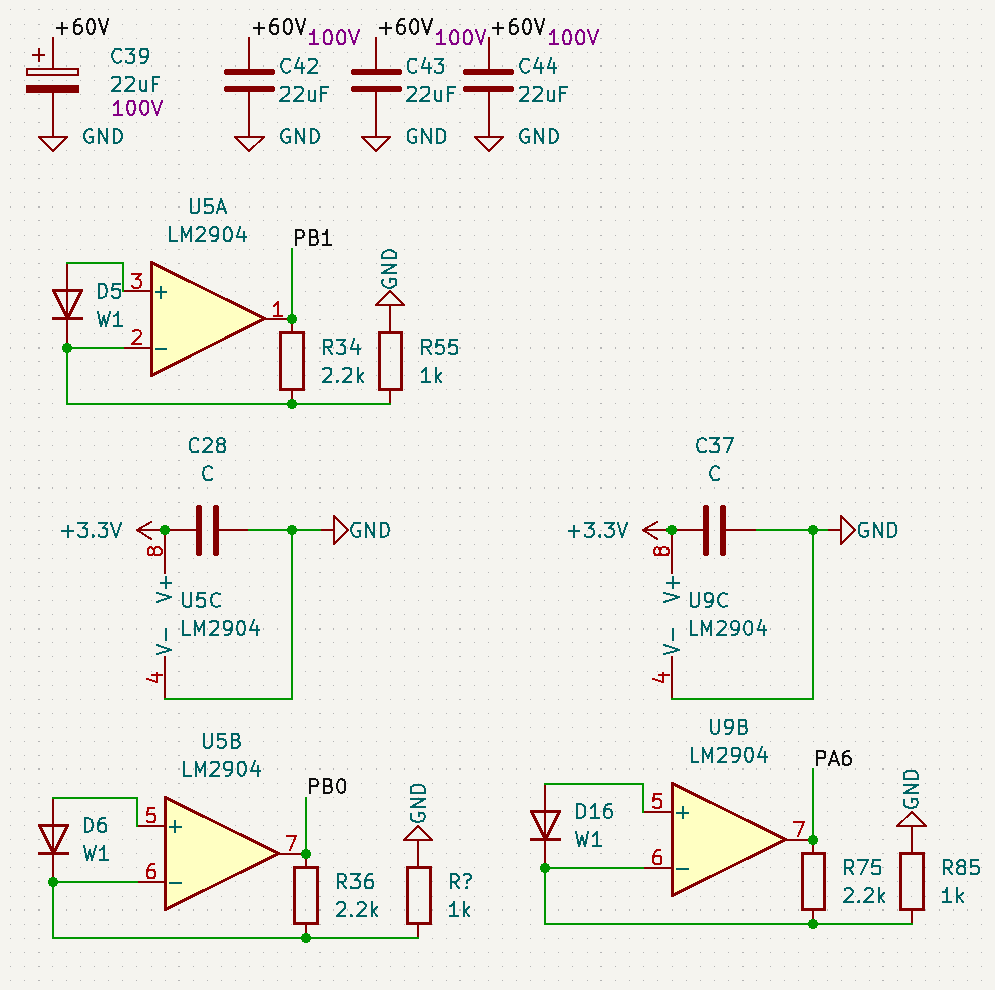 +60V
+
C39
22uF
100V
GND
+60V
100V
C42
22uF
GND
+60V
100V
C43
22uF
GND
+60V
100V
C44
22uF
GND
U5A
LM2904
PB1
GND
D5
W1
3
+
2
−
1
R34
2.2k
R55
1k
C28
C
+3.3V
GND
8
V+
U5C
LM2904
V−
4
C37
C
+3.3V
GND
8
V+
U9C
LM2904
V−
4
U5B
LM2904
PB0
GND
D6
W1
5
+
6
−
7
R36
2.2k
R?
1k
U9B
LM2904
PA6
GND
D16
W1
5
+
6
−
7
R75
2.2k
R85
1k